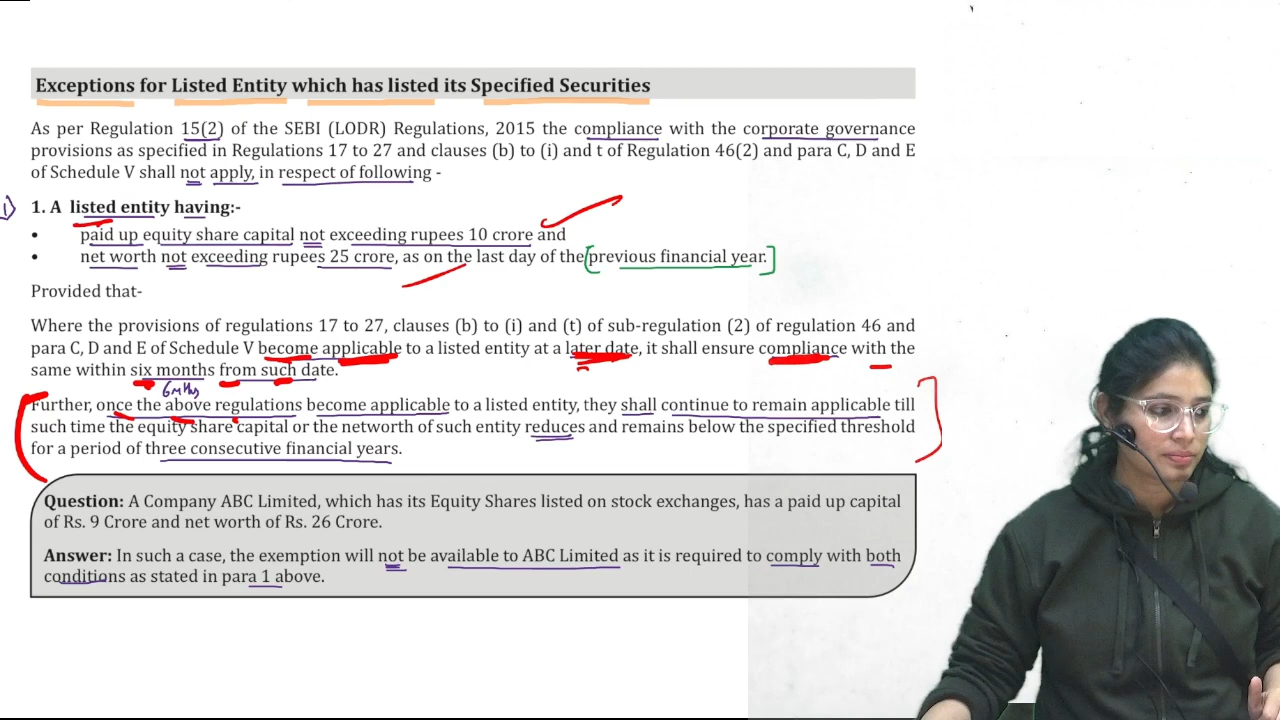 Exceptions for Listed Entity which has listed its Specified Securities
As per Regulation 15(2) of the SEBI (LODR) Regulations, 2015 the compliance with the corporate governance
provisions as specified in Regulations 17 to 27 and clauses (b) to (i) and t of Regulation 46(2) and para C, D and E
of Schedule V shall not apply, in respect of following -
1) 1. A listed entity having:-
• paid up equity share capital not exceeding rupees 10 crore and
• net worth not exceeding rupees 25 crore, as on the last day of the [previous financial year.]
Provided that-
Where the provisions of regulations 17 to 27, clauses (b) to (i) and (t) of sub-regulation (2) of regulation 46 and
para C, D and E of Schedule V become applicable to a listed entity at a later date, it shall ensure compliance with the
same within six months from such date.
6 mths
Further, once the above regulations become applicable to a listed entity, they shall continue to remain applicable till
such time the equity share capital or the networth of such entity reduces and remains below the specified threshold
for a period of three consecutive financial years.
Question: A Company ABC Limited, which has its Equity Shares listed on stock exchanges, has a paid up capital
of Rs. 9 Crore and net worth of Rs. 26 Crore.
Answer: In such a case, the exemption will not be available to ABC Limited as it is required to comply with both
conditions as stated in para 1 above.